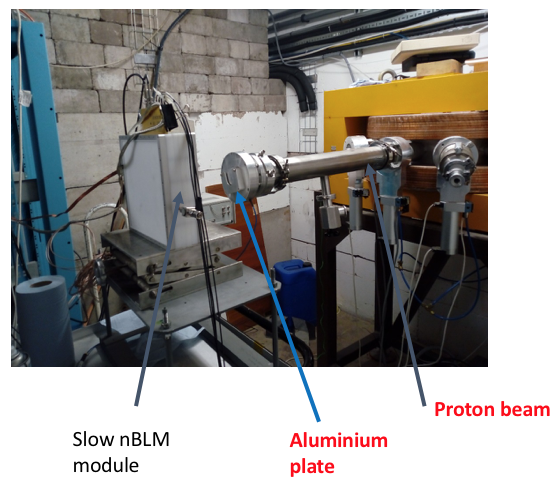 Slow nBLM
module
Aluminium
plate
Proton beam